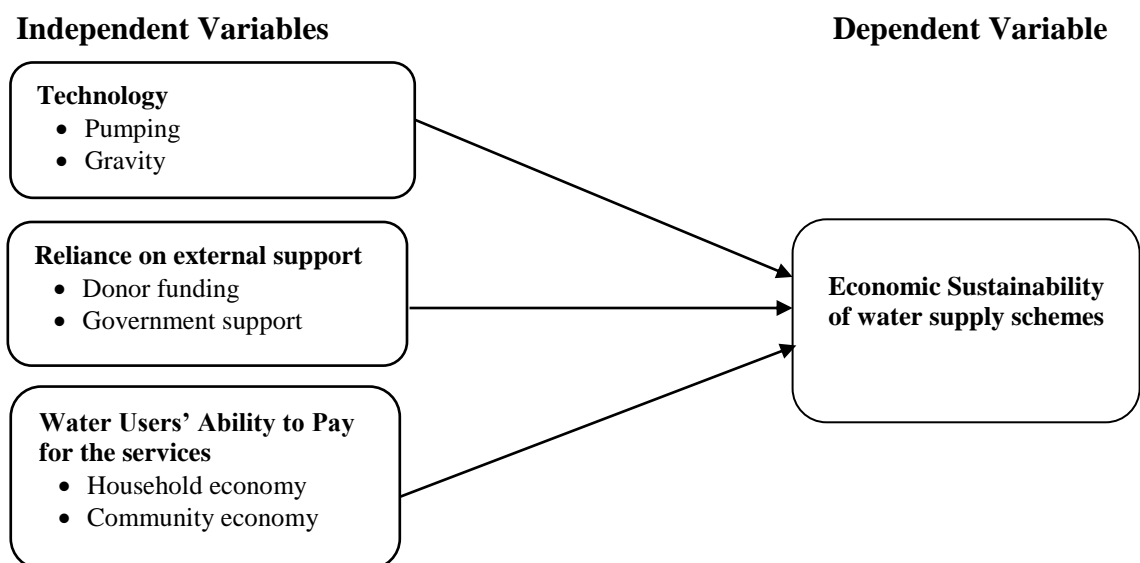 Independent Variables
Dependent Variable
Technology
• Pumping
• Gravity
Reliance on external support
• Donor funding
• Government support
Water Users’ Ability to Pay
for the services
• Household economy
• Community economy
Economic Sustainability
of water supply schemes